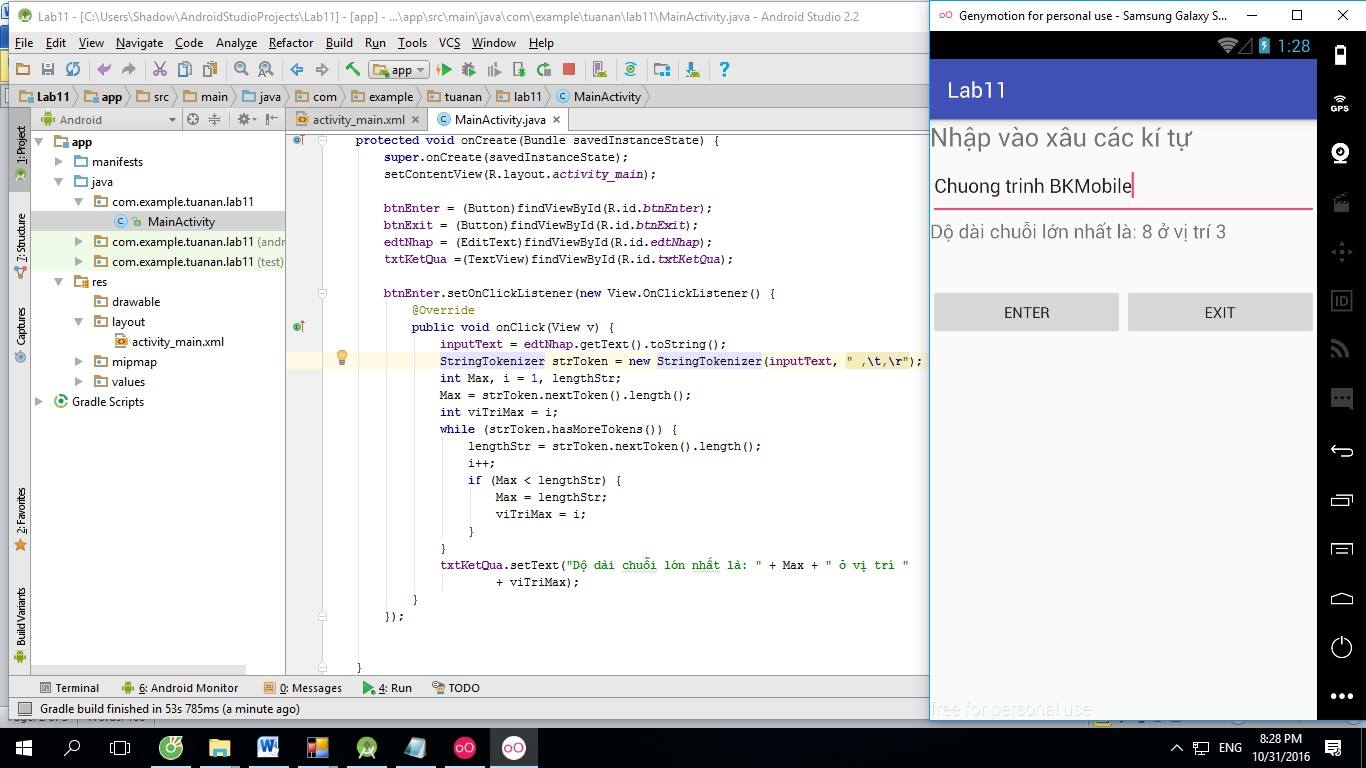 Lab11 - [C:\Users\Shadow\AndroidStudioProjects\Lab11] - [app] - ...\app\src\main\java\com\example\tuanan\lab11\MainActivity.java - Android Studio 2.2
File Edit View Navigate Code Analyze Refactor Build Run Tools VCS Window Help
app
Lab11 app src main java com example tuanan lab11 MainActivity
1: Project
7: Structure
Captures
2: Favorites
Build Variants
Android
app
manifests
java
com.example.tuanan.lab11
MainActivity
com.example.tuanan.lab11 (andr
com.example.tuanan.lab11 (test)
res
drawable
layout
activity_main.xml
mipmap
values
Gradle Scripts
activity_main.xml MainActivity.java
protected void onCreate(Bundle savedInstanceState) {
super.onCreate(savedInstanceState);
setContentView(R.layout.activity_main);
btnEnter = (Button)findViewById(R.id.btnEnter);
btnExit = (Button)findViewById(R.id.btnExit);
edtNhap = (EditText)findViewById(R.id.edtNhap);
txtKetQua =(TextView)findViewById(R.id.txtKetQua);
btnEnter.setOnClickListener(new View.OnClickListener() {
@Override
public void onClick(View v) {
inputText = edtNhap.getText().toString();
StringTokenizer strToken = new StringTokenizer(inputText, " ,\t,\r");
int Max, i = 1, lengthStr;
Max = strToken.nextToken().length();
int viTriMax = i;
while (strToken.hasMoreTokens()) {
lengthStr = strToken.nextToken().length();
i++;
if (Max < lengthStr) {
Max = lengthStr;
viTriMax = i;
}
}
txtKetQua.setText("Dộ dài chuỗi lớn nhất là: " + Max + " ở vị trí "
+ viTriMax);
}
});
}
Terminal 6: Android Monitor 0: Messages 4: Run TODO
Gradle build finished in 53s 785ms (a minute ago)
Genymotion for personal use - Samsung Galaxy S...
1:28
Lab11
Nhập vào xâu các kí tự
Chuong trinh BKMobile
Dộ dài chuỗi lớn nhất là: 8 ở vị trí 3
ENTER EXIT
free for personal use
GPS
ID
ENG
8:28 PM
10/31/2016